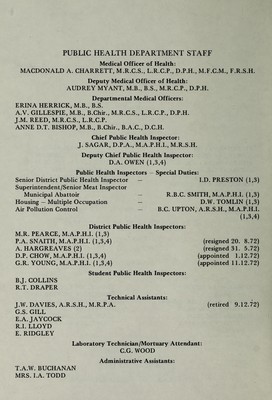 PUBLIC HEALTH DEPARTMENT STAFF
Medical Officer of Health:
MACDONALD A. CHARRETT, M.R.C.S., L.R.C.P., D.P.H., M.F.C.M., F.R.S.H.
Deputy Medical Officer of Health:
AUDREY MYANT, M.B., B.S., M.R.C.P., D.P.H.
Departmental Medical Officers:
ERINA HERRICK, M.B., B.S.
A.V. GILLESPIE, M.B., B.Chir., M.R.C.S., L.R.C.P., D.P.H.
J.M. REED, M.R.C.S., L.R.C.P.
ANNE D.T. BISHOP, M.B., B.Chir., B.A.C., D.C.H.
Chief Public Health Inspector:
J. SAGAR, D.P.A., M.A.P.H.I., M.R.S.H.
Deputy Chief Public Health Inspector:
D.A. OWEN (1,3,4)
Public Health Inspectors – Special Duties:
Senior District Public Health Inspector – I.D. PRESTON (1,3)
Superintendent/Senior Meat Inspector
Municipal Abattoir – R.B.C. SMITH, M.A.P.H.I. (1,3)
Housing – Multiple Occupation – D.W. TOMLIN (1,3)
Air Pollution Control – B.C. UPTON, A.R.S.H., M.A.P.H.I.
(1,3,4)
District Public Health Inspectors:
M.R. PEARCE, M.A.P.H.I. (1,3)
P.A. SNAITH, M.A.P.H.I. (1,3,4) (resigned 20. 8.72)
A. HARGREAVES (2) (resigned 31. 5.72)
D.P. CHOW, M.A.P.H.I. (1,3,4) (appointed 1.12.72)
G.R. YOUNG, M.A.P.H.I. (1,3,4) (appointed 11.12.72)
Student Public Health Inspectors:
B.J. COLLINS
R.T. DRAPER
Technical Assistants:
J.W. DAVIES, A.R.S.H., M.R.P.A. (retired 9.12.72)
G.S. GILL
E.A. JAYCOCK
R.I. LLOYD
E. RIDGLEY
Laboratory Technician/Mortuary Attendant:
C.G. WOOD
Administrative Assistants:
T.A.W. BUCHANAN
MRS. I.A. TODD